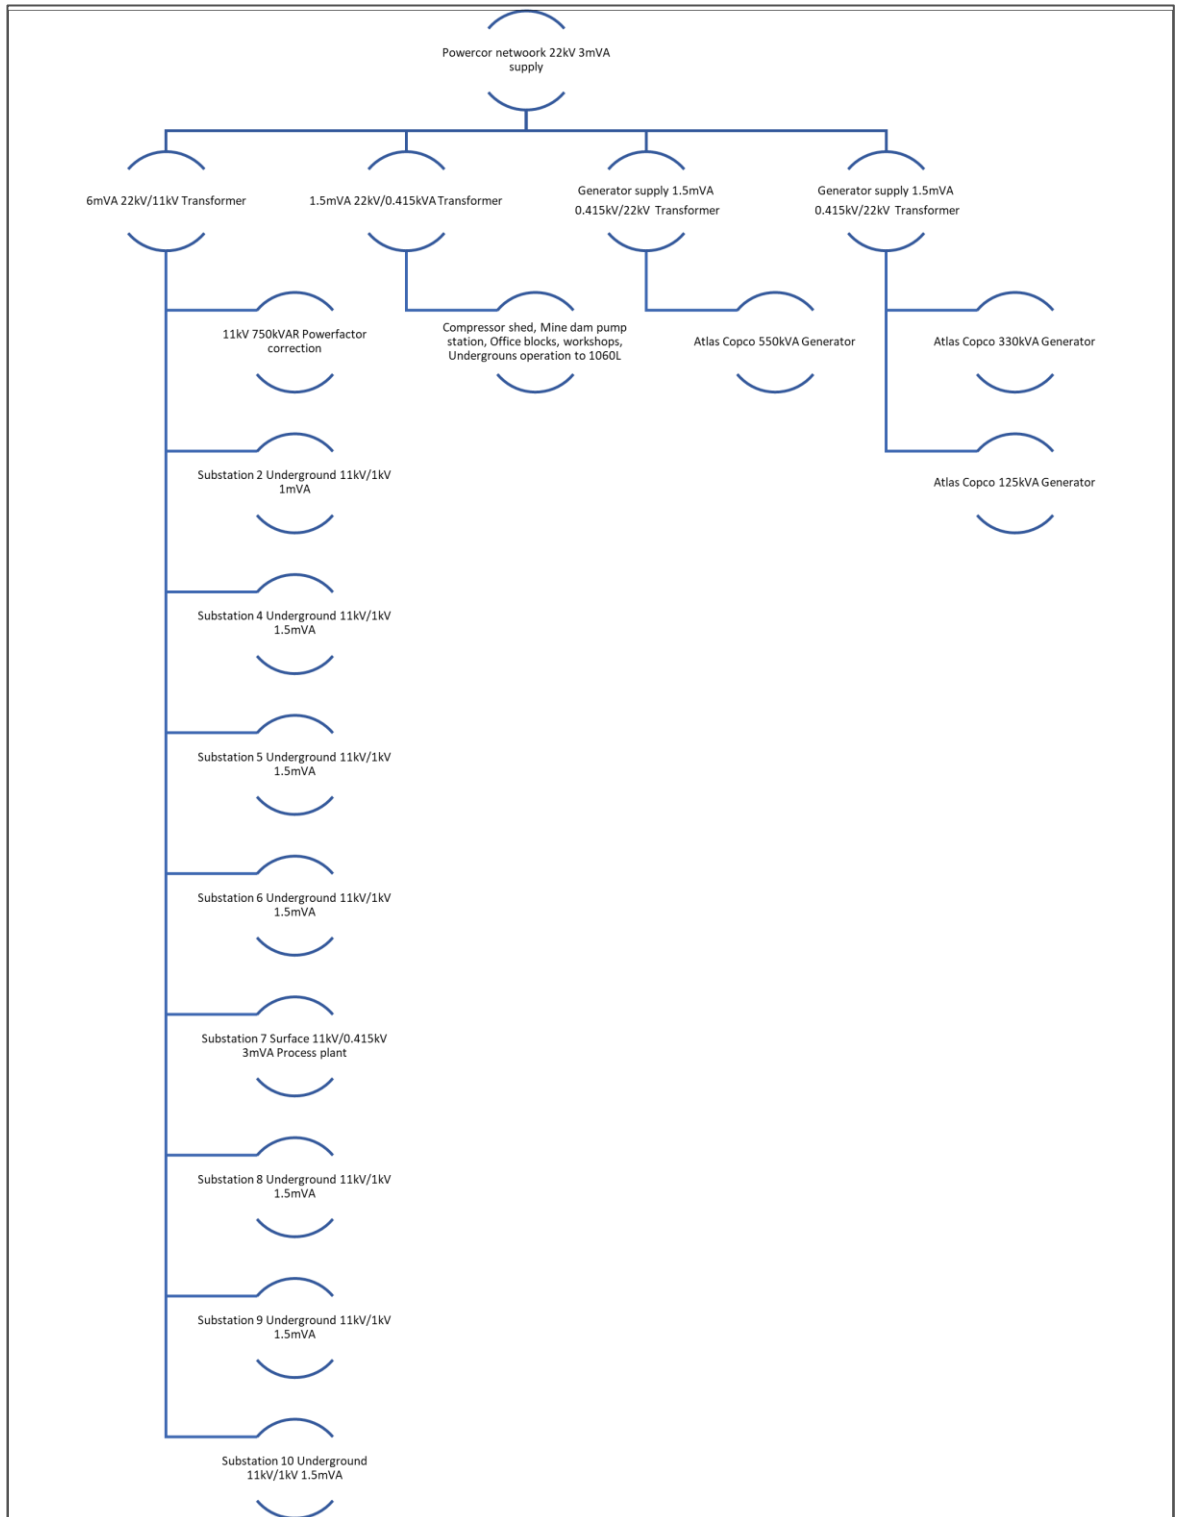 Powercor netwoork 22kV 3mVA
supply
6mVA 22kV/11kV Transformer
1.5mVA 22kV/0.415kVA Transformer
Generator supply 1.5mVA
0.415kV/22kV Transformer
Generator supply 1.5mVA
0.415kV/22kV Transformer
11kV 750kVAR Powerfactor
correction
Compressor shed, Mine dam pump
station, Office blocks, workshops,
Undergrouns operation to 1060L
Atlas Copco 550kVA Generator
Atlas Copco 330kVA Generator
Substation 2 Underground 11kV/1kV
1mVA
Atlas Copco 125kVA Generator
Substation 4 Underground 11kV/1kV
1.5mVA
Substation 5 Underground 11kV/1kV
1.5mVA
Substation 6 Underground 11kV/1kV
1.5mVA
Substation 7 Surface 11kV/0.415kV
3mVA Process plant
Substation 8 Underground 11kV/1kV
1.5mVA
Substation 9 Underground 11kV/1kV
1.5mVA
Substation 10 Underground
11kV/1kV 1.5mVA